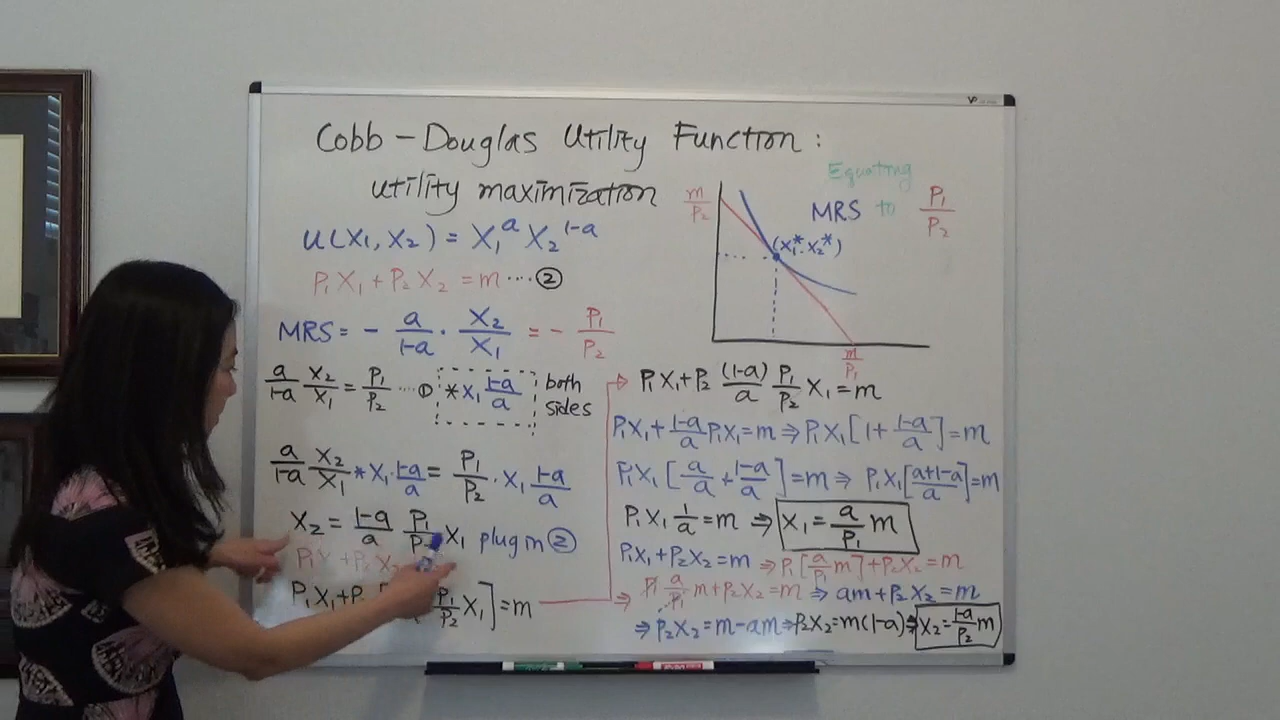 Cobb-Douglas Utility Function:
utility maximization
u(X₁, X₂) = X₁^a X₂^1-a
P₁X₁ + P₂X₂ = m ····②
MRS = - a/1-a · X₂/X₁ = - P₁/P₂
a/1-a X₂/X₁ = P₁/P₂ ····① *X₁ 1-a/a both sides
a/1-a X₂/X₁ * X₁ · 1-a/a = P₁/P₂ · X₁ 1-a/a
X₂ = 1-a/a P₁/P₂ X₁ plug in ②
P₁X + P₂X₂
P₁X₁ + P₂ [ P₁/P₂ X₁] = m
Equating
MRS to P₁/P₂
m/P₂
(X₁*, X₂*)
m/P₁
P₁X₁ + P₂ (1-a)/a P₁/P₂ X₁ = m
P₁X₁ + 1-a/a P₁X₁ = m ⇒ P₁X₁[1 + 1-a/a] = m
P₁X₁ [a/a + 1-a/a] = m ⇒ P₁X₁[a+1-a/a] = m
P₁X₁ 1/a = m ⇒ X₁ = a/P₁ m
P₁X₁ + P₂X₂ = m ⇒ P₁[a/P₁ m] + P₂X₂ = m
⇒ P₁ a/P₁ m + P₂X₂ = m ⇒ am + P₂X₂ = m
⇒ P₂X₂ = m - am ⇒ P₂X₂ = m(1-a) ⇒ X₂ = 1-a/P₂ m